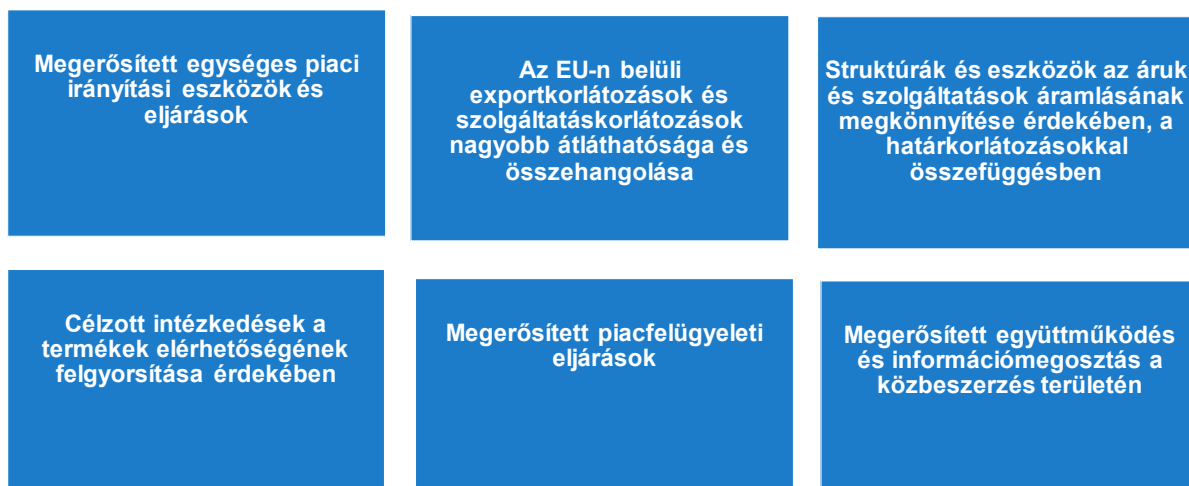 Megerősített egységes piaci
irányítási eszközök és
eljárások
Az EU-n belüli
exportkorlátozások és
szolgáltatáskorlátozások
nagyobb átláthatósága és
összehangolása
Struktúrák és eszközök az áruk
és szolgáltatások áramlásának
megkönnyítése érdekében, a
határkorlátozásokkal
összefüggésben
Célzott intézkedések a
termékek elérhetőségének
felgyorsítása érdekében
Megerősített piacfelügyeleti
eljárások
Megerősített együttműködés
és információmegosztás a
közbeszerzés területén